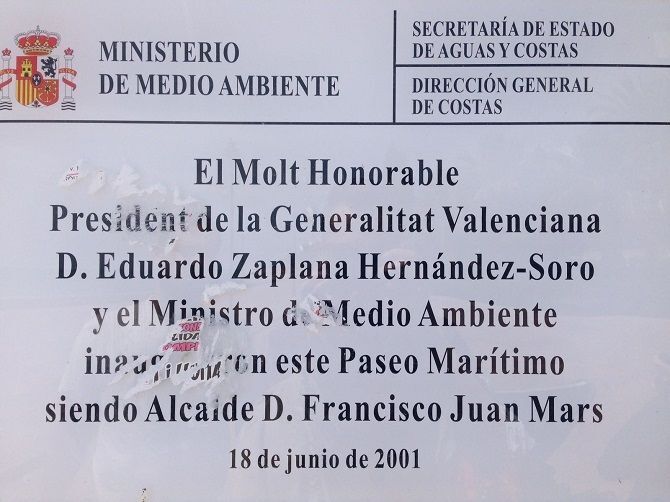 MINISTERIO
DE MEDIO AMBIENTE
SECRETARÍA DE ESTADO
DE AGUAS Y COSTAS
DIRECCIÓN GENERAL
DE COSTAS
El Molt Honorable
President de la Generalitat Valenciana
D. Eduardo Zaplana Hernández-Soro
y el Ministro de Medio Ambiente
inauguraron este Paseo Marítimo
siendo Alcalde D. Francisco Juan Mars
18 de junio de 2001